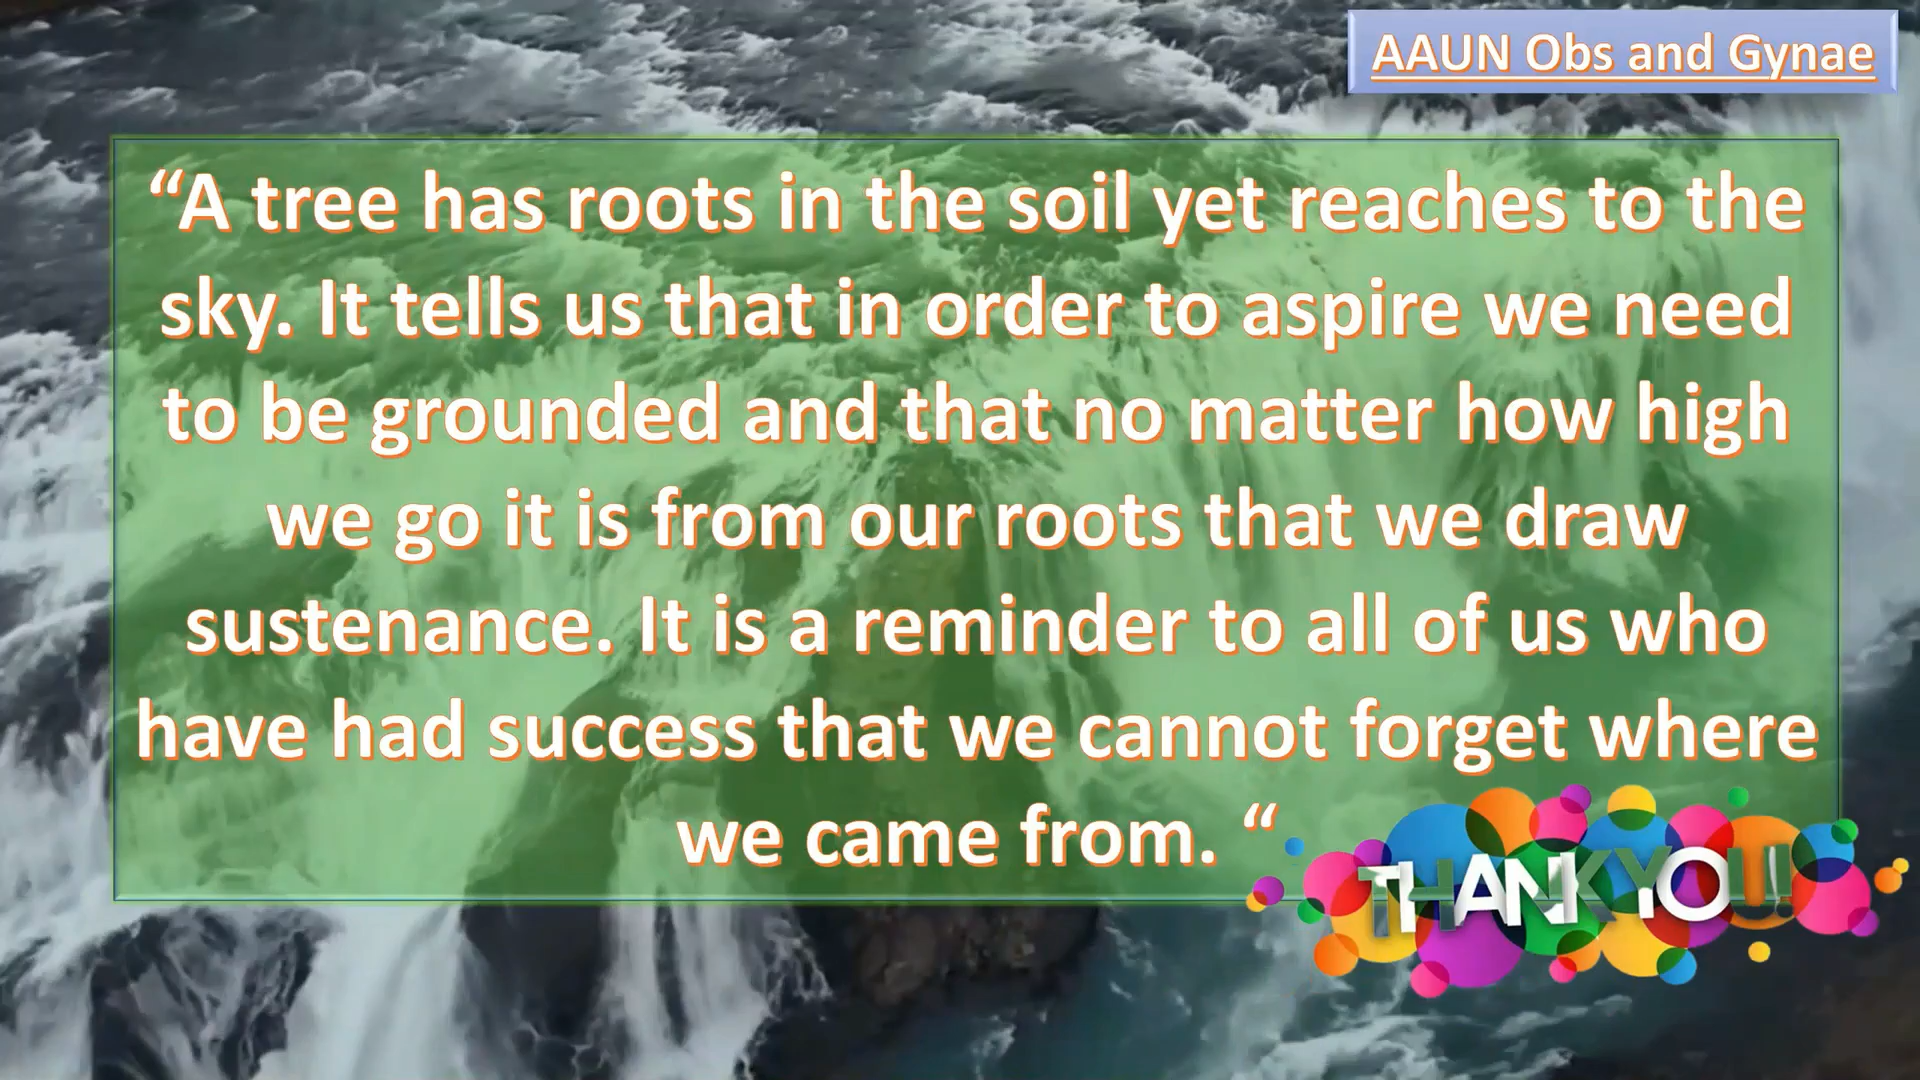 AAUN Obs and Gynae
“A tree has roots in the soil yet reaches to the
sky. It tells us that in order to aspire we need
to be grounded and that no matter how high
we go it is from our roots that we draw
sustenance. It is a reminder to all of us who
have had success that we cannot forget where
we came from. “
THANK YOU!